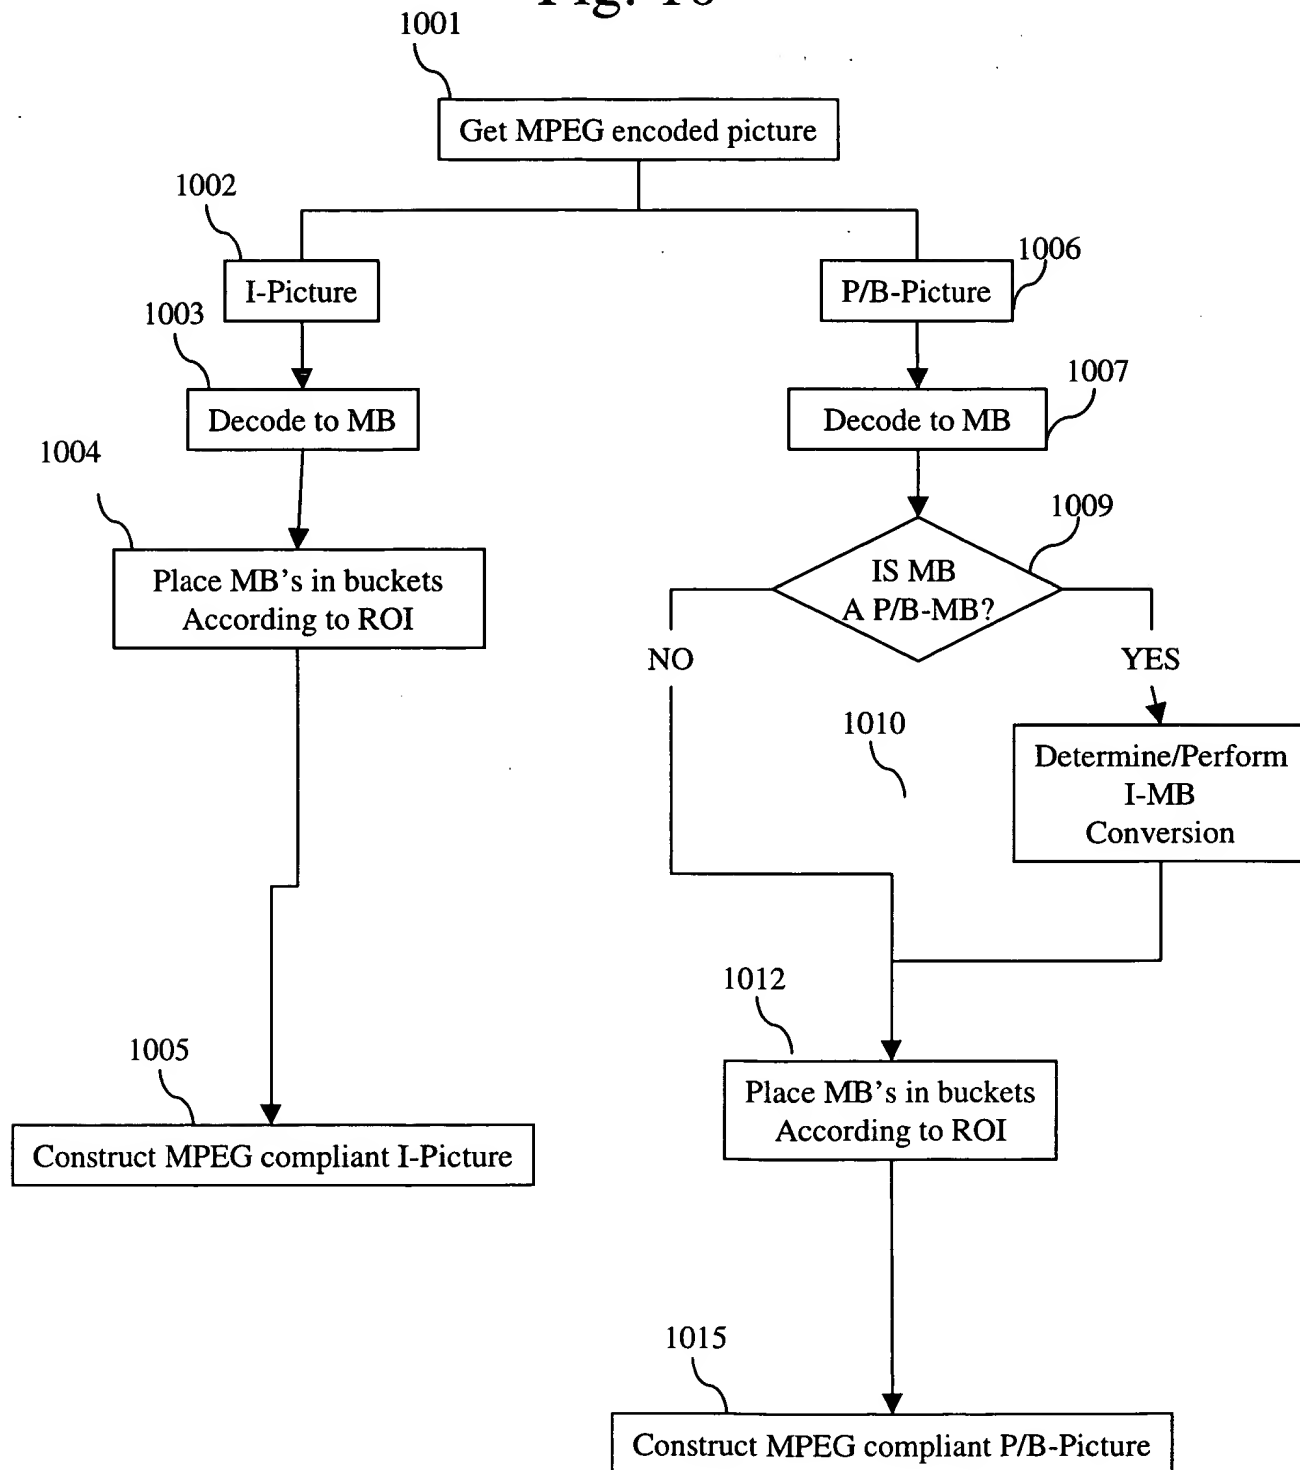 Fig. 10
1001
Get MPEG encoded picture
1002
I-Picture
1006
P/B-Picture
1003
Decode to MB
1007
Decode to MB
1004
Place MB's in buckets
According to ROI
1009
IS MB
A P/B-MB?
NO
YES
1010
Determine/Perform
I-MB
Conversion
1012
Place MB's in buckets
According to ROI
1005
Construct MPEG compliant I-Picture
1015
Construct MPEG compliant P/B-Picture